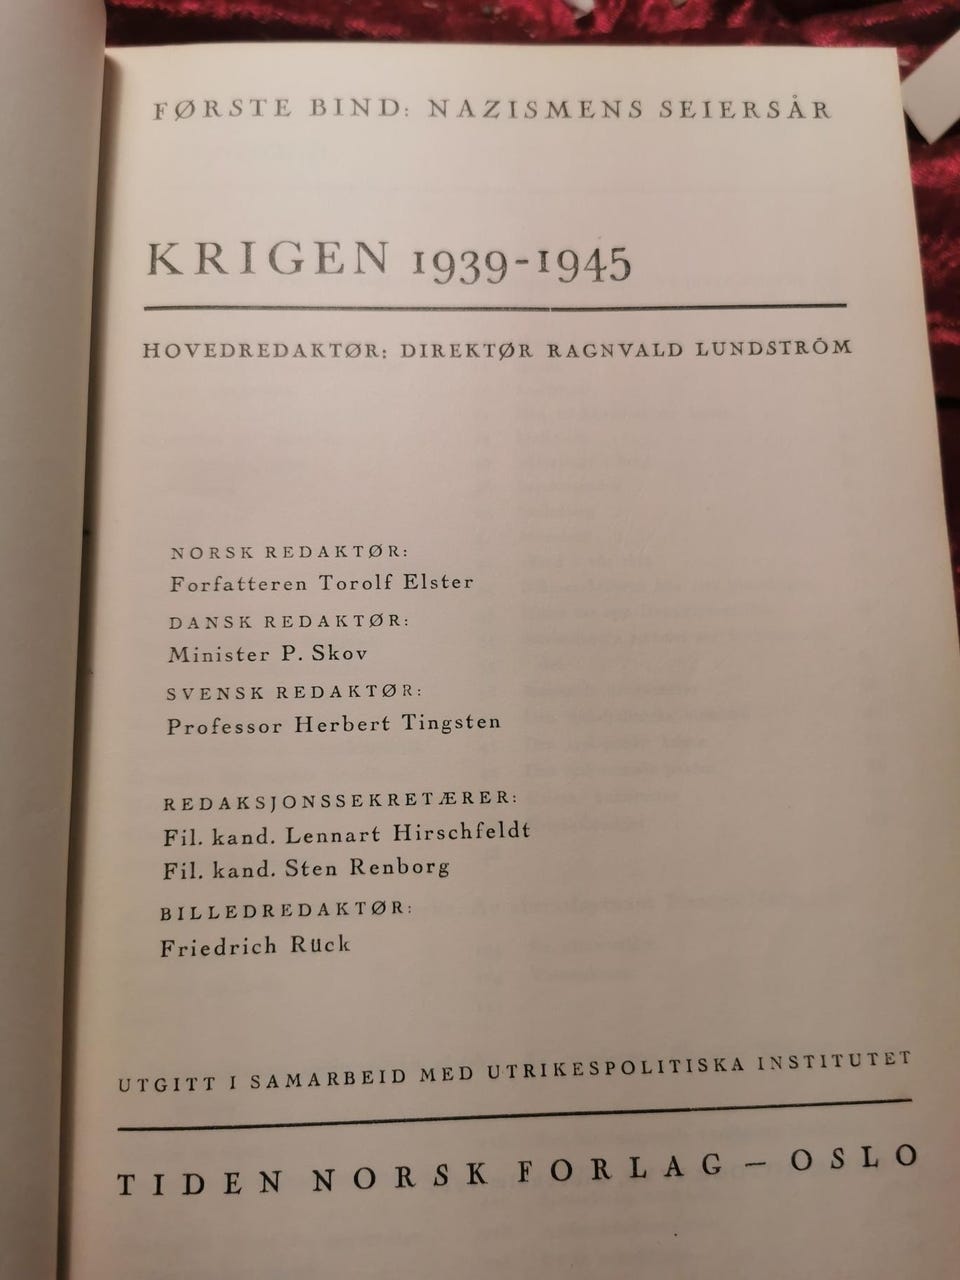 FØRSTE BIND: NAZISMENS SEIERSÅR
KRIGEN 1939-1945
HOVEDREDAKTØR: DIREKTØR RAGNVALD LUNDSTRÖM
NORSK REDAKTØR:
Forfatteren Torolf Elster
DANSK REDAKTØR:
Minister P. Skov
SVENSK REDAKTØR:
Professor Herbert Tingsten
REDAKSJONSSEKRETÆRER:
Fil. kand. Lennart Hirschfeldt
Fil. kand. Sten Renborg
BILLEDREDAKTØR:
Friedrich Rück
UTGITT I SAMARBEID MED UTRIKESPOLITISKA INSTITUTET
TIDEN NORSK FORLAG – OSLO